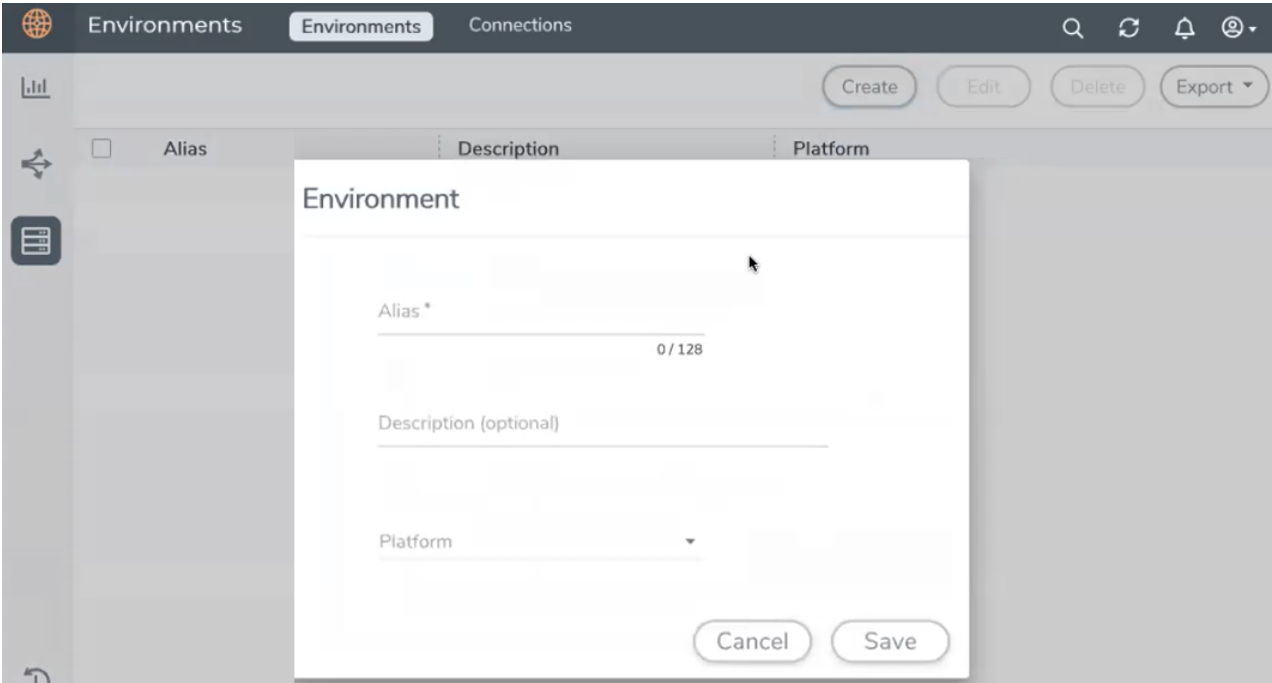 Environments Environments Connections
Create Edit Delete Export
Alias Description Platform
Environment
Alias *
0 / 128
Description (optional)
Platform
Cancel Save